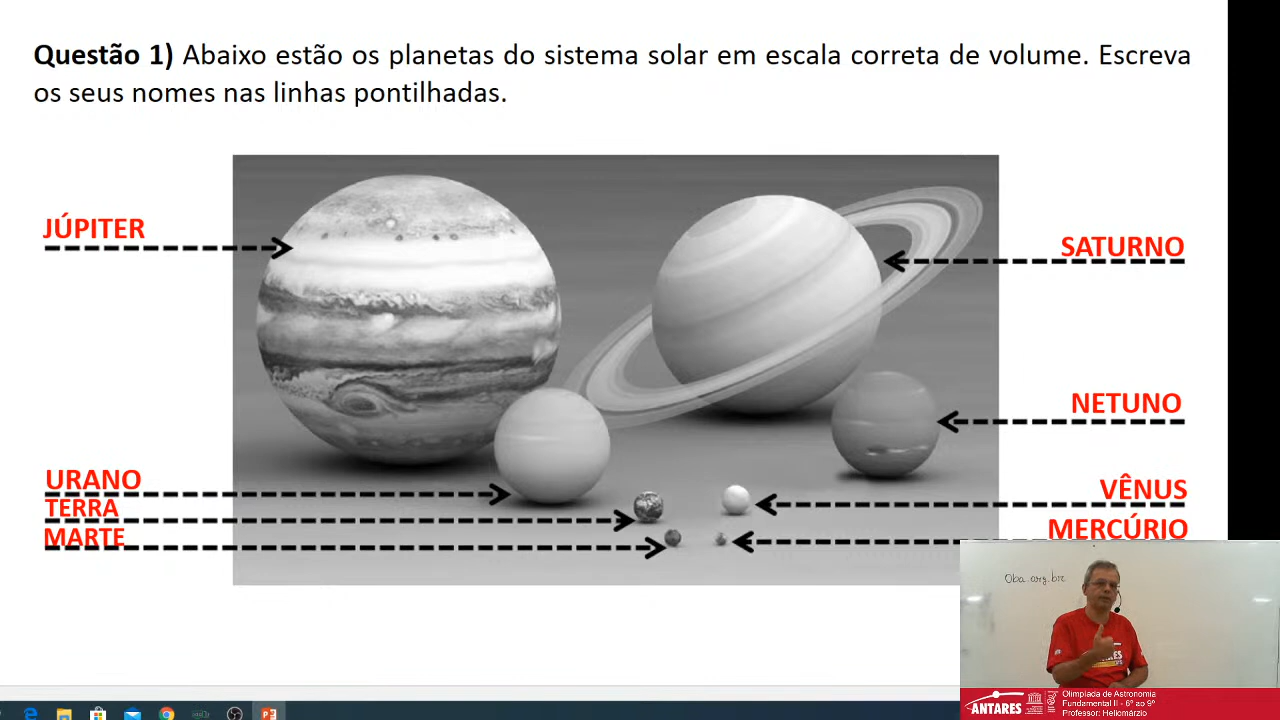 Questão 1) Abaixo estão os planetas do sistema solar em escala correta de volume. Escreva
os seus nomes nas linhas pontilhadas.
JÚPITER
SATURNO
NETUNO
URANO
TERRA
MARTE
VÊNUS
MERCÚRIO
Oba.org.br
ANTARES
Olimpíada de Astronomia
Fundamental II - 6º ao 9º
Professor: Heliomárzio